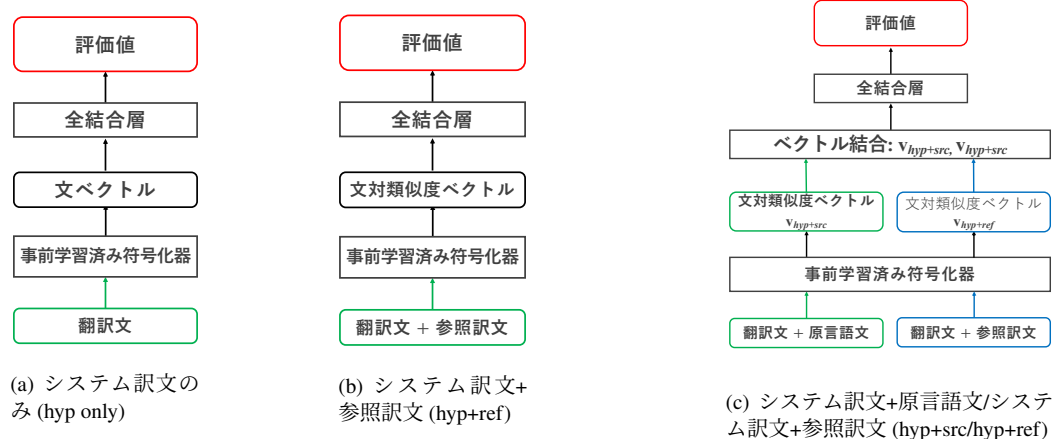 評価値
全結合層
文ベクトル
事前学習済み符号化器
翻訳文
(a) システム訳文の
み (hyp only)
評価値
全結合層
文対類似度ベクトル
事前学習済み符号化器
翻訳文 + 参照訳文
(b) システム訳文+
参照訳文 (hyp+ref)
評価値
全結合層
ベクトル結合: v_hyp+src, v_hyp+src
文対類似度ベクトル
v_hyp+src
文対類似度ベクトル
v_hyp+ref
事前学習済み符号化器
翻訳文 + 原言語文
翻訳文 + 参照訳文
(c) システム訳文+原言語文/システ
ム訳文+参照訳文 (hyp+src/hyp+ref)